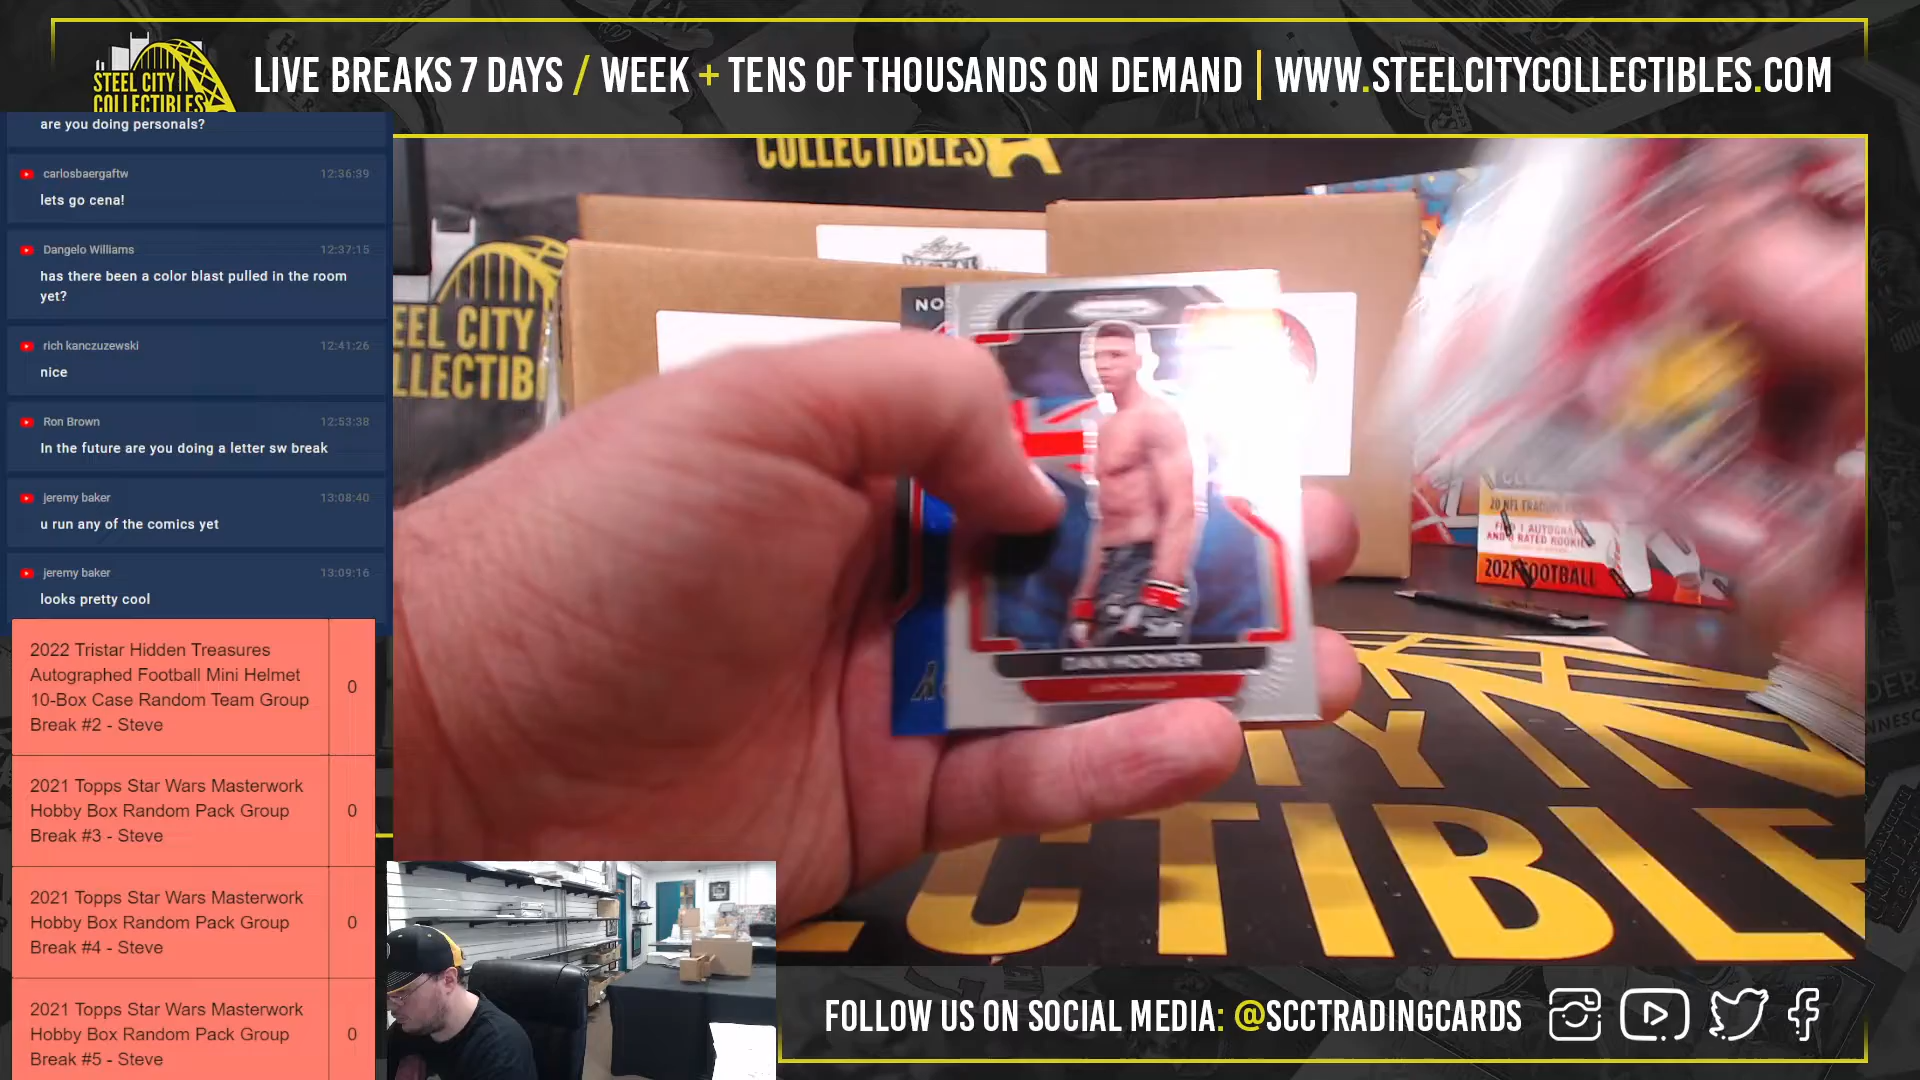 STEEL CITY
COLLECTIBLES
LIVE BREAKS 7 DAYS / WEEK + TENS OF THOUSANDS ON DEMAND | WWW.STEELCITYCOLLECTIBLES.COM
are you doing personals?
carlosbaergaftw 12:36:39
lets go cena!
Dangelo Williams 12:37:15
has there been a color blast pulled in the room
yet?
rich kanczuzewski 12:41:26
nice
Ron Brown 12:53:38
In the future are you doing a letter sw break
jeremy baker 13:08:40
u run any of the comics yet
jeremy baker 13:09:16
looks pretty cool
2022 Tristar Hidden Treasures
Autographed Football Mini Helmet
10-Box Case Random Team Group
Break #2 - Steve
0
2021 Topps Star Wars Masterwork
Hobby Box Random Pack Group
Break #3 - Steve
0
2021 Topps Star Wars Masterwork
Hobby Box Random Pack Group
Break #4 - Steve
0
2021 Topps Star Wars Masterwork
Hobby Box Random Pack Group
Break #5 - Steve
0
COLLECTIBLES
EEL CITY
LLECTIB
NO
DAN HOOKER
20 NFL TRADI
2021 FOOTBALL
TY
ECTIBLE
FOLLOW US ON SOCIAL MEDIA: @SCCTRADINGCARDS